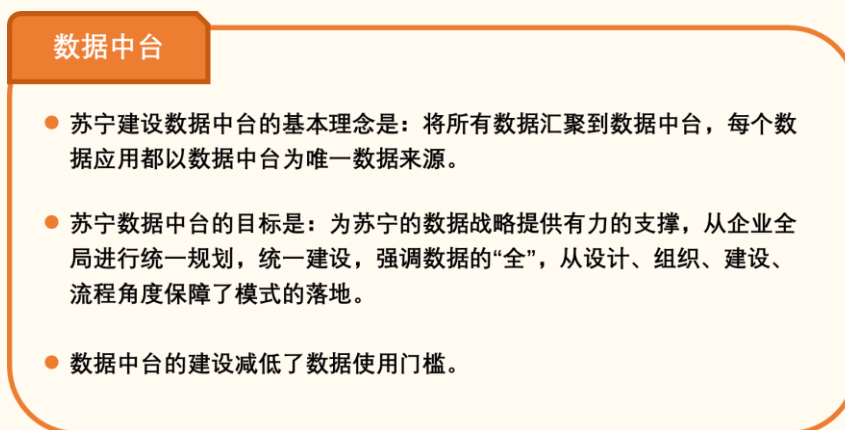 数据中台
苏宁建设数据中台的基本理念是：将所有数据汇聚到数据中台，每个数
据应用都以数据中台为唯一数据来源。
苏宁数据中台的目标是：为苏宁的数据战略提供有力的支撑，从企业全
局进行统一规划，统一建设，强调数据的“全”，从设计、组织、建设、
流程角度保障了模式的落地。
数据中台的建设减低了数据使用门槛。